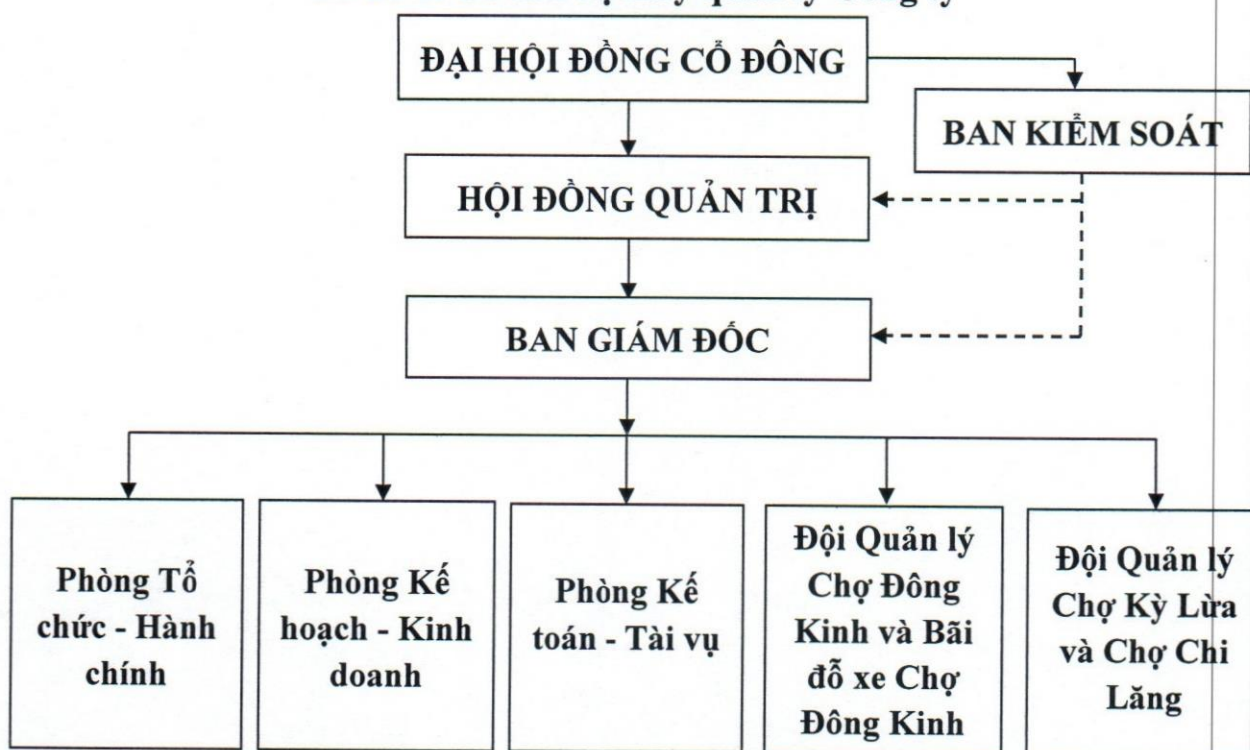 ĐẠI HỘI ĐỒNG CỔ ĐÔNG
BAN KIỂM SOÁT
HỘI ĐỒNG QUẢN TRỊ
BAN GIÁM ĐỐC
Phòng Tổ
chức - Hành
chính
Phòng Kế
hoạch - Kinh
doanh
Phòng Kế
toán - Tài vụ
Đội Quản lý
Chợ Đông
Kinh và Bãi
đỗ xe Chợ
Đông Kinh
Đội Quản lý
Chợ Kỳ Lừa
và Chợ Chi
Lăng